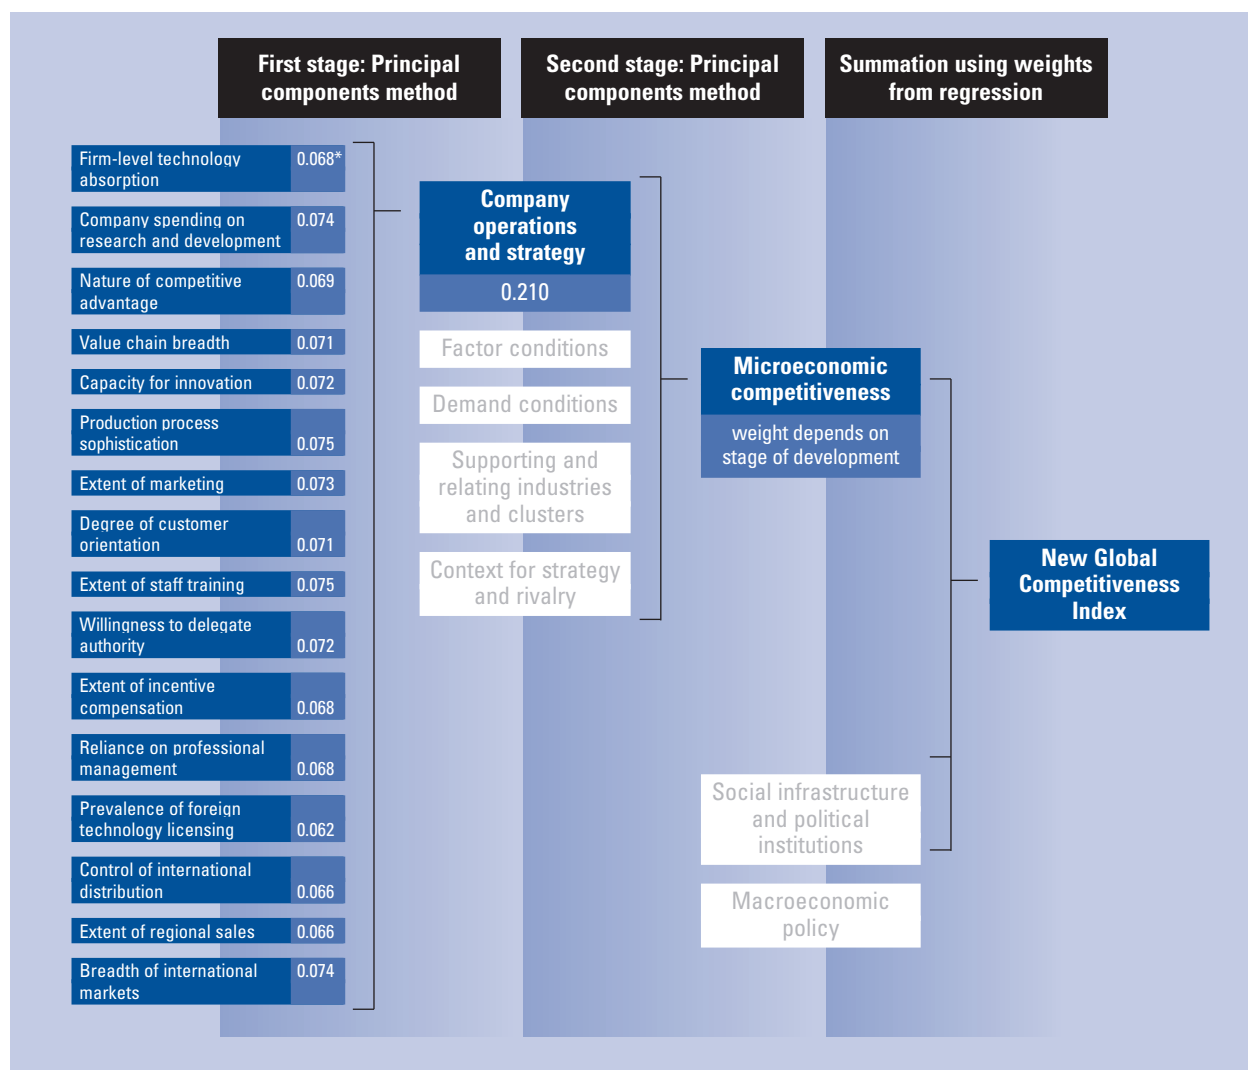 First stage: Principal
components method
Second stage: Principal
components method
Summation using weights
from regression
Firm-level technology
absorption
0.068*
Company spending on
research and development
0.074
Nature of competitive
advantage
0.069
Value chain breadth
0.071
Capacity for innovation
0.072
Production process
sophistication
0.075
Extent of marketing
0.073
Degree of customer
orientation
0.071
Extent of staff training
0.075
Willingness to delegate
authority
0.072
Extent of incentive
compensation
0.068
Reliance on professional
management
0.068
Prevalence of foreign
technology licensing
0.062
Control of international
distribution
0.066
Extent of regional sales
0.066
Breadth of international
markets
0.074
Company
operations
and strategy
0.210
Factor conditions
Demand conditions
Supporting and
relating industries
and clusters
Context for strategy
and rivalry
Microeconomic
competitiveness
weight depends on
stage of development
Social infrastructure
and political
institutions
Macroeconomic
policy
New Global
Competitiveness
Index